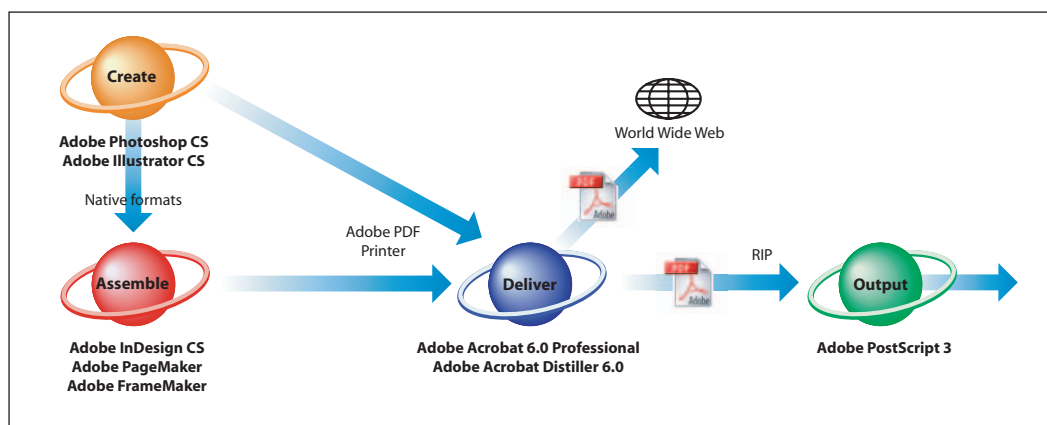 Create
Adobe Photoshop CS
Adobe Illustrator CS
Native formats
Assemble
Adobe InDesign CS
Adobe PageMaker
Adobe FrameMaker
Adobe PDF
Printer
Deliver
Adobe Acrobat 6.0 Professional
Adobe Acrobat Distiller 6.0
World Wide Web
PDF
Adobe
RIP
PDF
Adobe
Output
Adobe PostScript 3